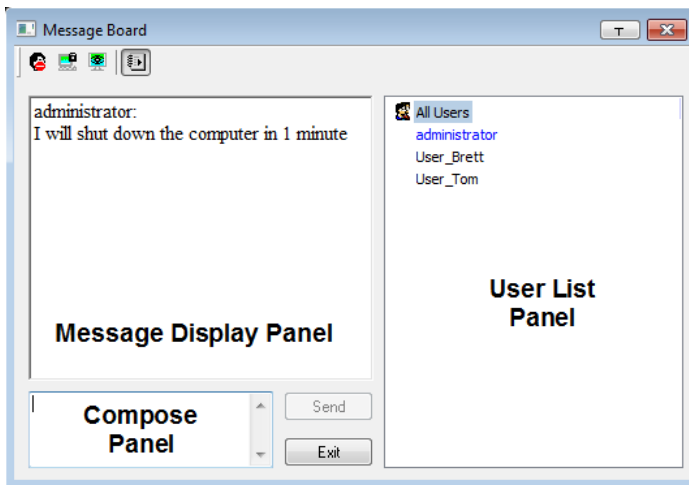 Message Board
administrator:
I will shut down the computer in 1 minute
Message Display Panel
Compose
Panel
Send
Exit
All Users
administrator
User_Brett
User_Tom
User List
Panel